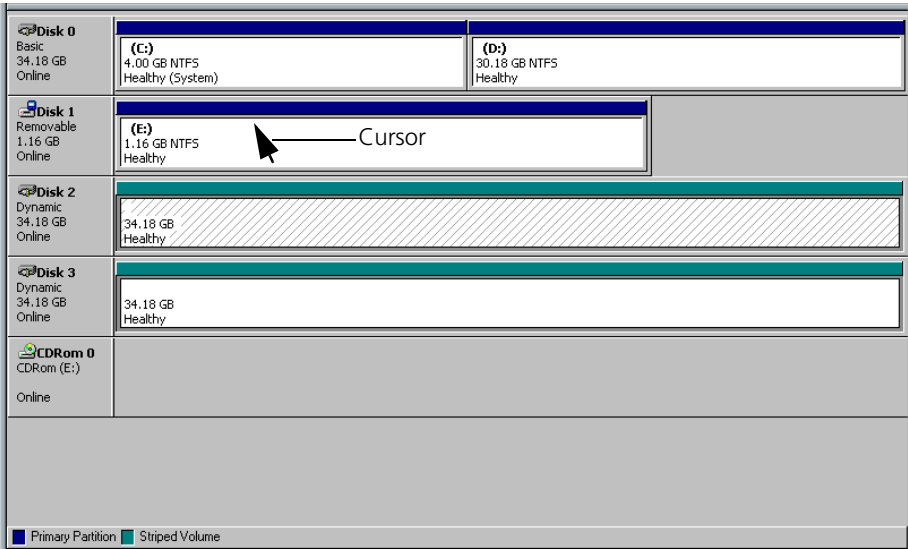 Disk 0
Basic
34.18 GB
Online
(C:)
4.00 GB NTFS
Healthy (System)
(D:)
30.18 GB NTFS
Healthy
Disk 1
Removable
1.16 GB
Online
(E:)
1.16 GB NTFS
Healthy
Cursor
Disk 2
Dynamic
34.18 GB
Online
34.18 GB
Healthy
Disk 3
Dynamic
34.18 GB
Online
34.18 GB
Healthy
CDRom 0
CDRom (E:)
Online
Primary Partition Striped Volume